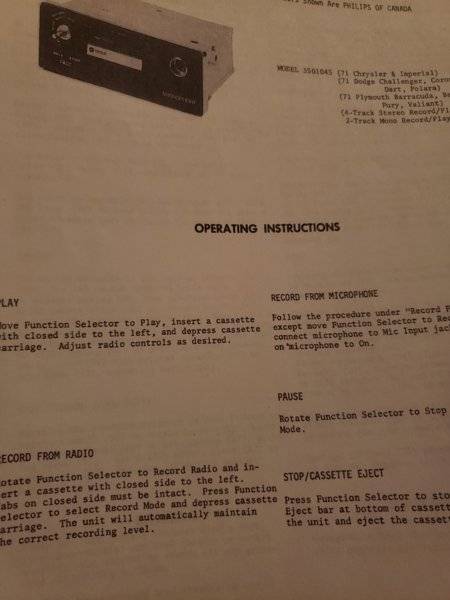 Shown Are PHILIPS OF CANADA
MODEL 3501045 (71 Chrysler & Imperial)
(71 Dodge Challenger, Coro
Dart, Polara)
(71 Plymouth Barracuda, B
Fury, Valiant)
(4-Track Stereo Record/Pl
2-Track Mono Record/Play
OPERATING INSTRUCTIONS
PLAY
Move Function Selector to Play, insert a cassette
with closed side to the left, and depress cassette
carriage. Adjust radio controls as desired.
RECORD FROM RADIO
Rotate Function Selector to Record Radio and in-
sert a cassette with closed side to the left.
Tabs on closed side must be intact. Press Function
Selector to select Record Mode and depress cassette
carriage. The unit will automatically maintain
the correct recording level.
RECORD FROM MICROPHONE
Follow the procedure under "Record F
except move Function Selector to Rec
connect microphone to Mic Input jac
on microphone to On.
PAUSE
Rotate Function Selector to Stop
Mode.
STOP/CASSETTE EJECT
Press Function Selector to sto
Eject bar at bottom of cassett
the unit and eject the cassett